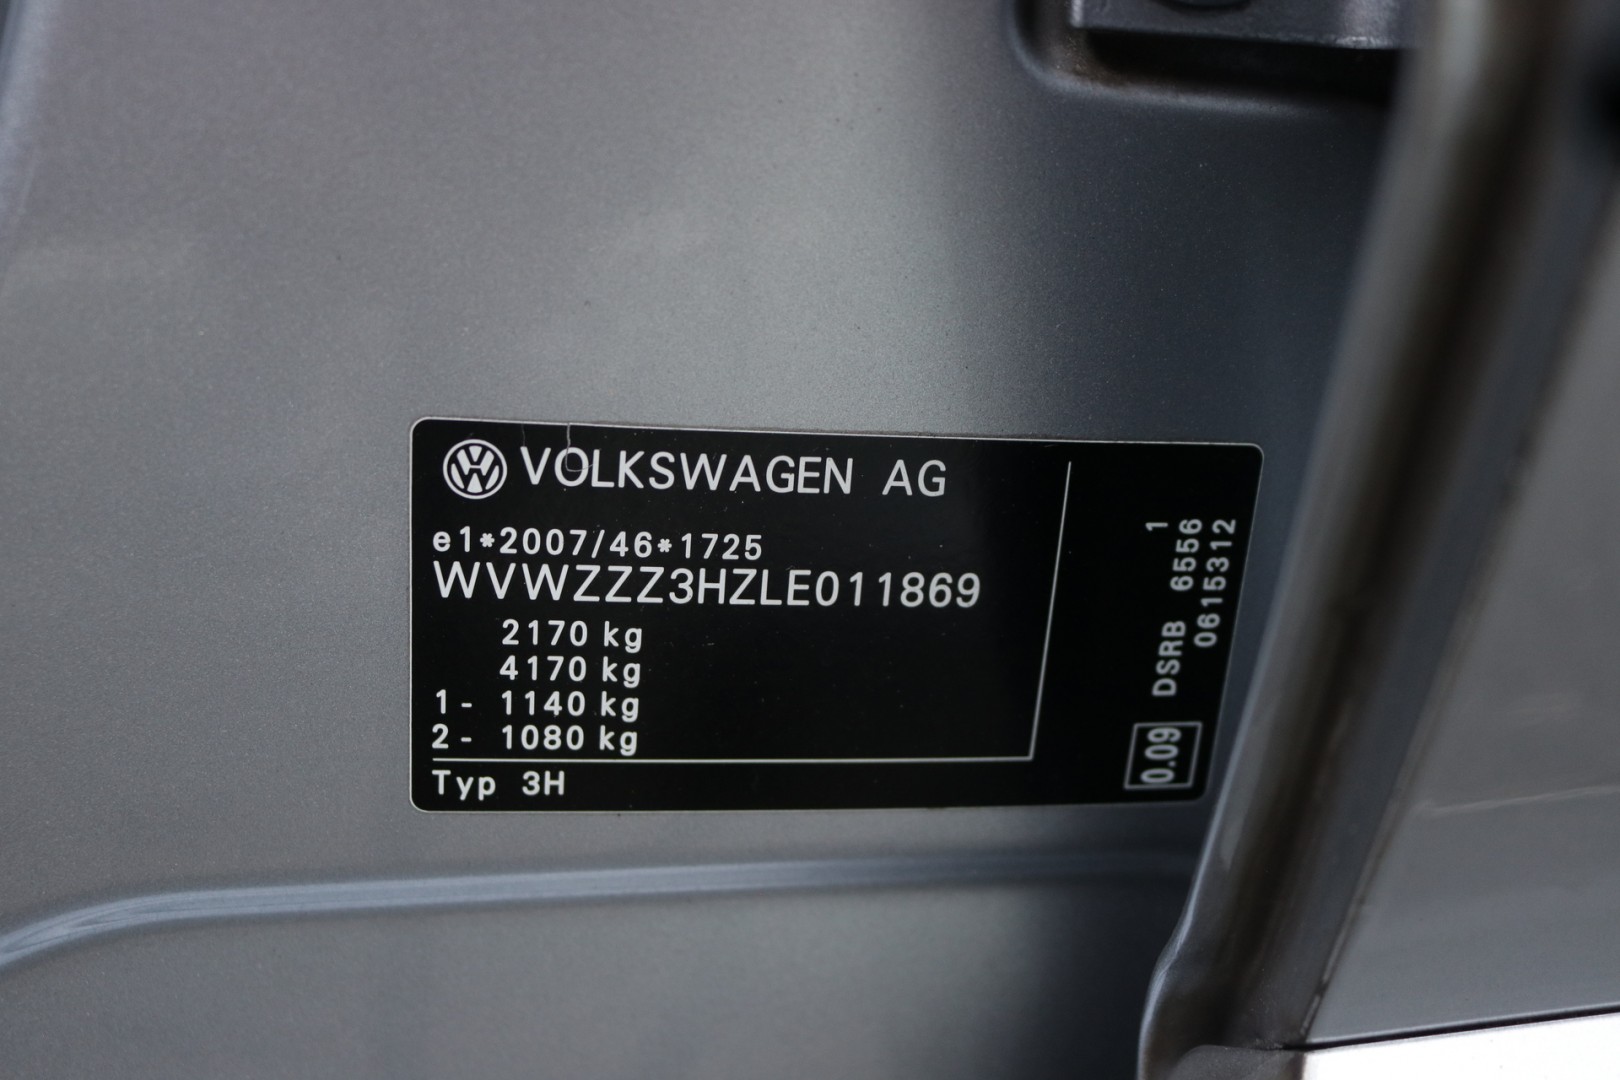 VOLKSWAGEN AG
e1*2007/46*1725
WVWZZZ3HZLE011869
2170 kg
4170 kg
1- 1140 kg
2- 1080 kg
Typ 3H
1
DSRB 6556
0615312
0.09